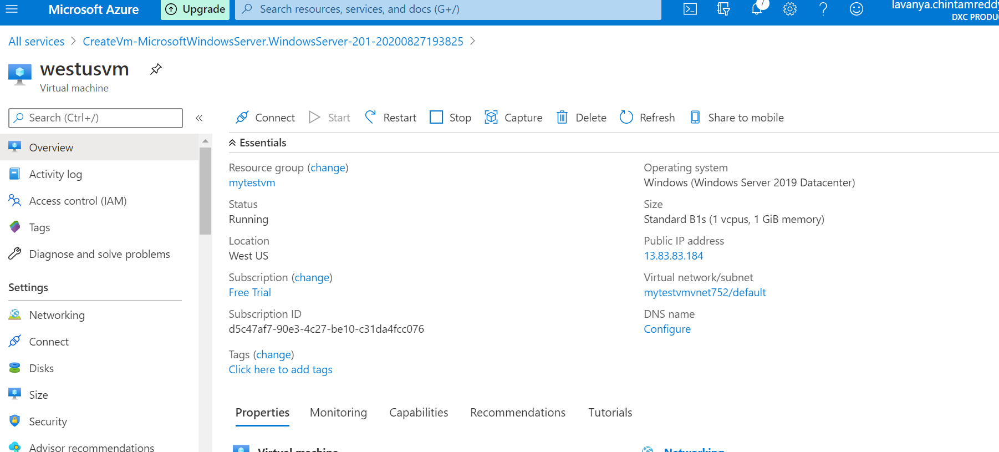 Microsoft Azure
Upgrade
Search resources, services, and docs (G+/)
7
lavanya.chintamreddy
DXC PRODU
All services > CreateVm-MicrosoftWindowsServer.WindowsServer-201-20200827193825 >
westusvm
Virtual machine
Search (Ctrl+/)
«
Overview
Activity log
Access control (IAM)
Tags
Diagnose and solve problems
Settings
Networking
Connect
Disks
Size
Security
Advisor recommendations
Connect
Start
Restart
Stop
Capture
Delete
Refresh
Share to mobile
Essentials
Resource group (change)
mytestvm
Status
Running
Location
West US
Subscription (change)
Free Trial
Subscription ID
d5c47af7-90e3-4c27-be10-c31da4fcc076
Tags (change)
Click here to add tags
Operating system
Windows (Windows Server 2019 Datacenter)
Size
Standard B1s (1 vcpus, 1 GiB memory)
Public IP address
13.83.83.184
Virtual network/subnet
mytestvmvnet752/default
DNS name
Configure
Properties
Monitoring
Capabilities
Recommendations
Tutorials
Virtual machine
Networking